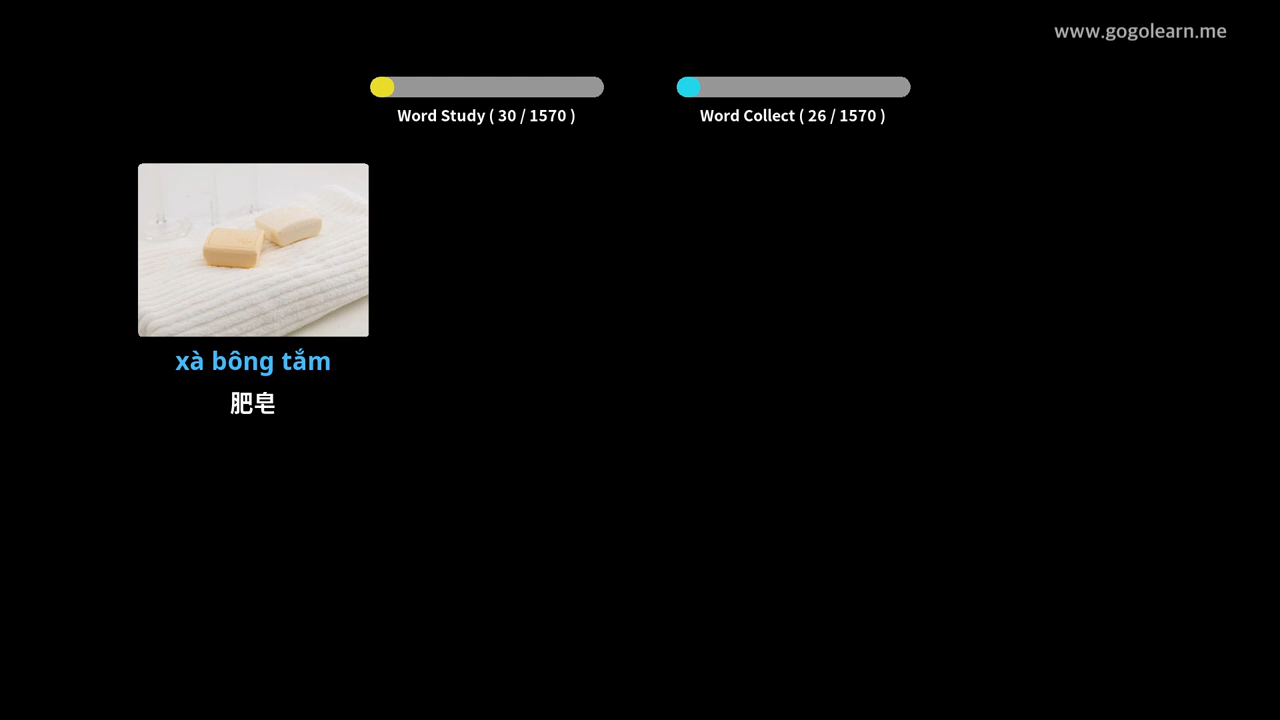 www.gogolearn.me
Word Study ( 30 / 1570 )
Word Collect ( 26 / 1570 )
xà bông tắm
肥皂